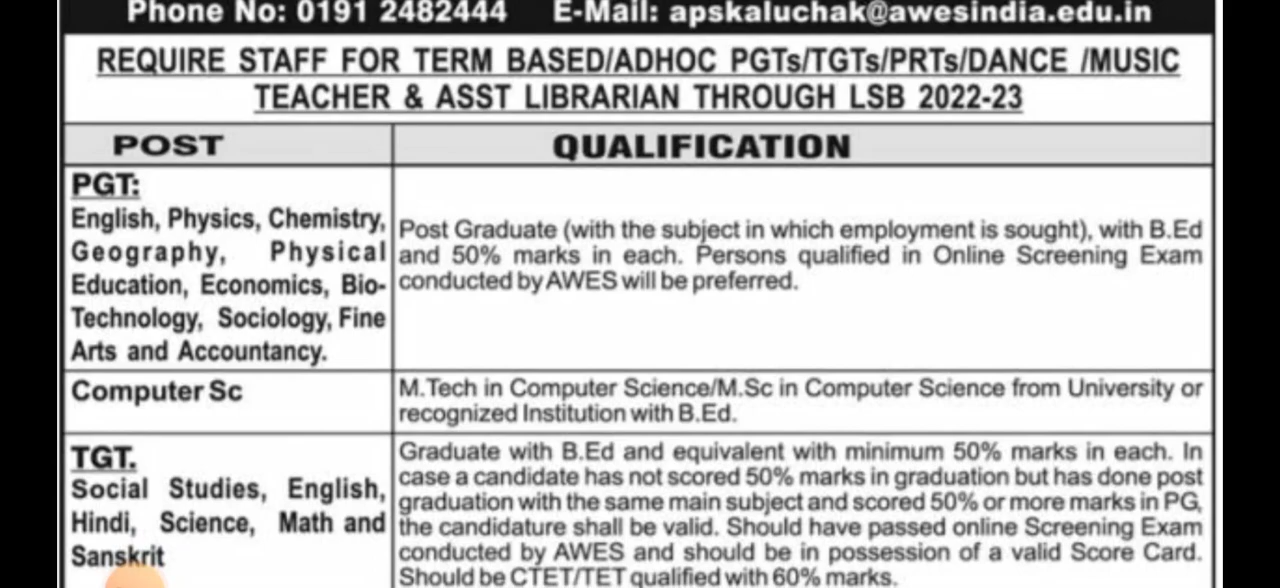 Phone No: 0191 2482444 E-Mail: apskaluchak@awesindia.edu.in
REQUIRE STAFF FOR TERM BASED/ADHOC PGTs/TGTs/PRTs/DANCE /MUSIC
TEACHER & ASST LIBRARIAN THROUGH LSB 2022-23
POST QUALIFICATION
PGT:
English, Physics, Chemistry,
Geography, Physical
Education, Economics, Bio-
Technology, Sociology, Fine
Arts and Accountancy.
Post Graduate (with the subject in which employment is sought), with B.Ed
and 50% marks in each. Persons qualified in Online Screening Exam
conducted by AWES will be preferred.
Computer Sc
M.Tech in Computer Science/M.Sc in Computer Science from University or
recognized Institution with B.Ed.
TGT.
Social Studies, English,
Hindi, Science, Math and
Sanskrit
Graduate with B.Ed and equivalent with minimum 50% marks in each. In
case a candidate has not scored 50% marks in graduation but has done post
graduation with the same main subject and scored 50% or more marks in PG,
the candidature shall be valid. Should have passed online Screening Exam
conducted by AWES and should be in possession of a valid Score Card.
Should be CTET/TET qualified with 60% marks.